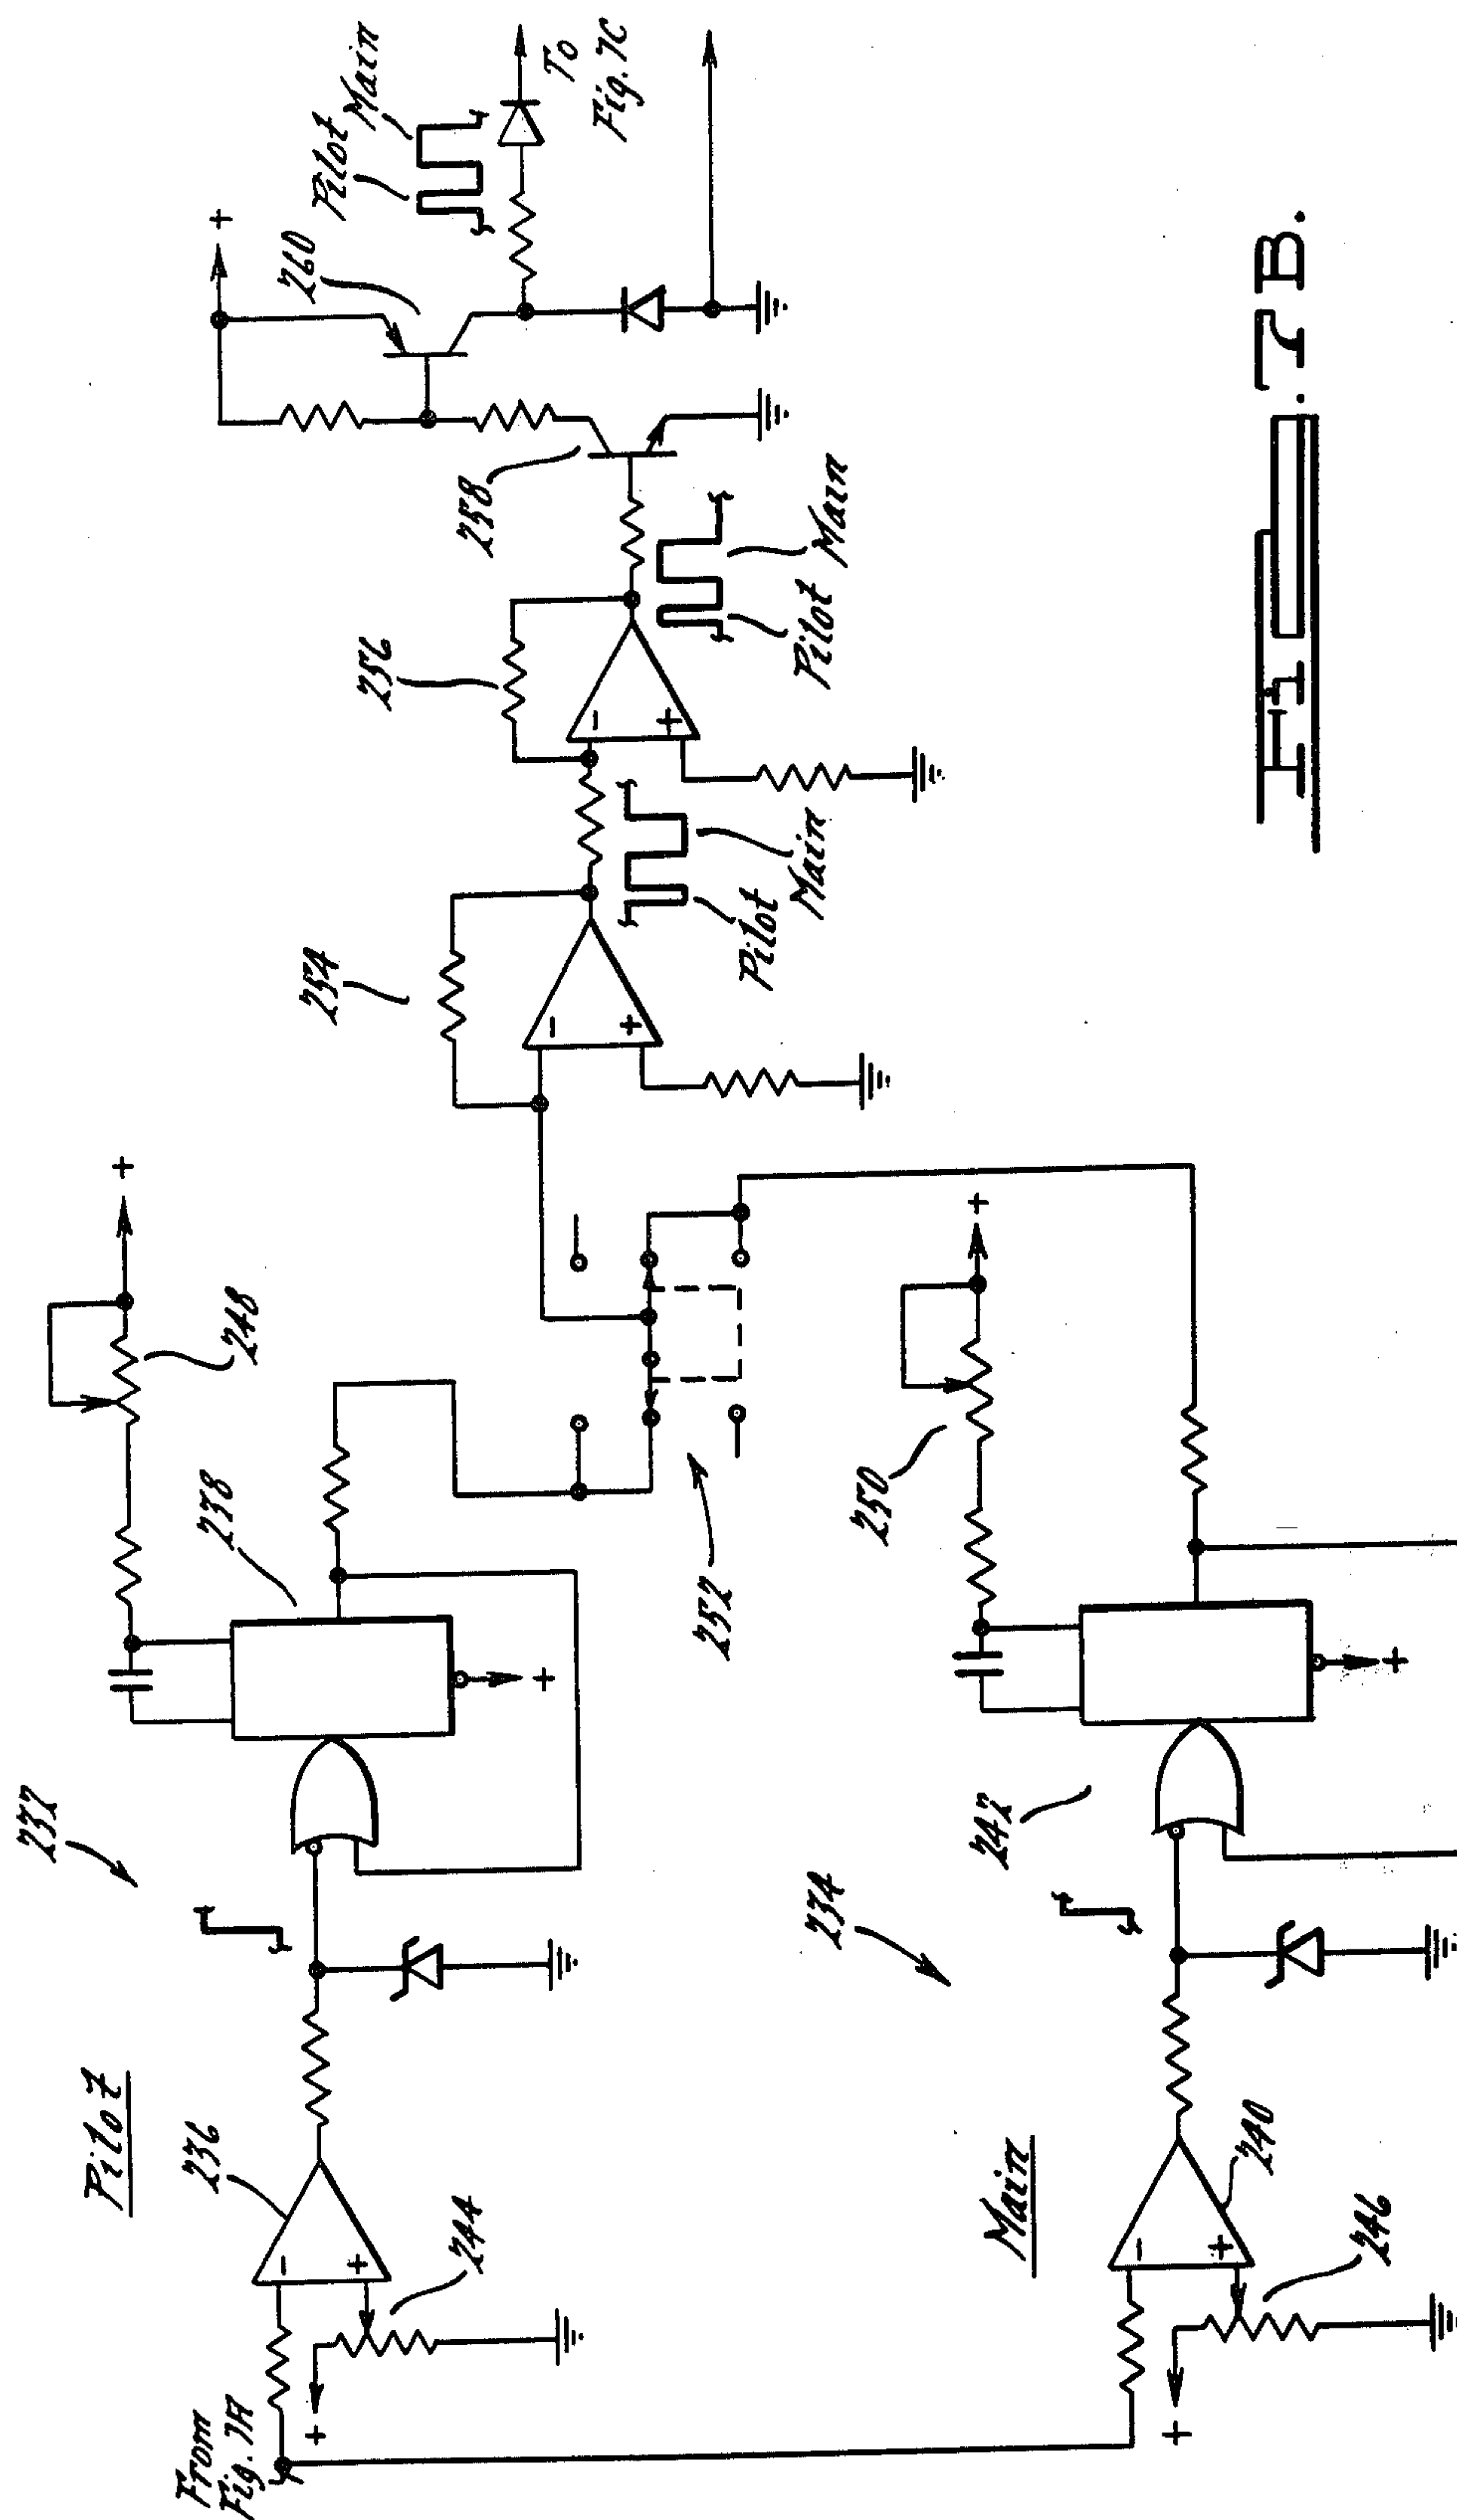 Pilot
232
248
From
Fig. 7A
236
238
244
254
256
260
Pilot
Main
258
To
Fig. 7C
252
Pilot
Main
Pilot
Main
234
250
Main
242
240
246
Fig. 7B.